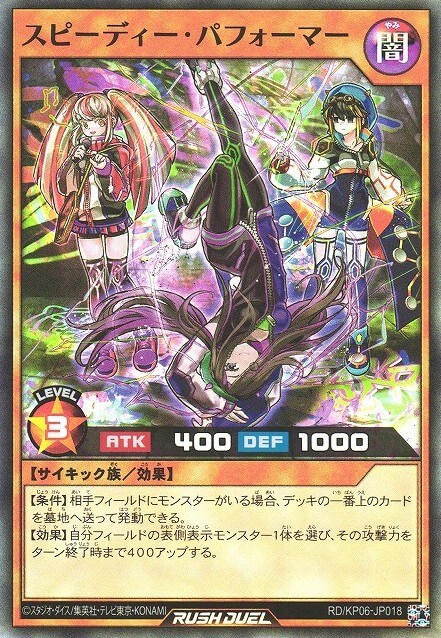 スピーディー・パフォーマー
闇
やみ
LEVEL
3
ATK 400 DEF 1000
【サイキック族/効果】
【条件】相手フィールドにモンスターがいる場合、デッキの一番上のカード
を墓地へ送って発動できる。
【効果】自分フィールドの表側表示モンスター1体を選び、その攻撃力を
ターン終了時まで400アップする。
©スタジオ・ダイス/集英社・テレビ東京・KONAMI RUSH DUEL RD/KP06-JP018